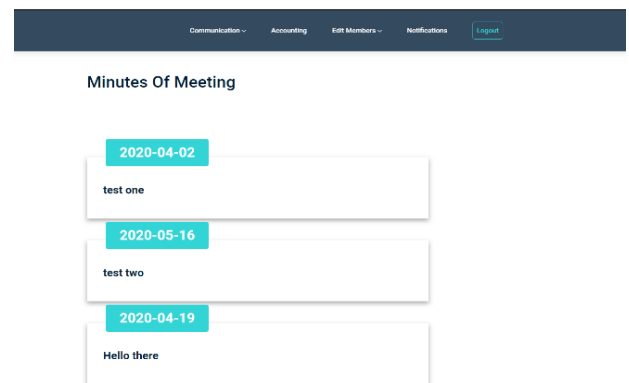 Communication Accounting Edit Members Notifications Logout
Minutes Of Meeting
2020-04-02
test one
2020-05-16
test two
2020-04-19
Hello there